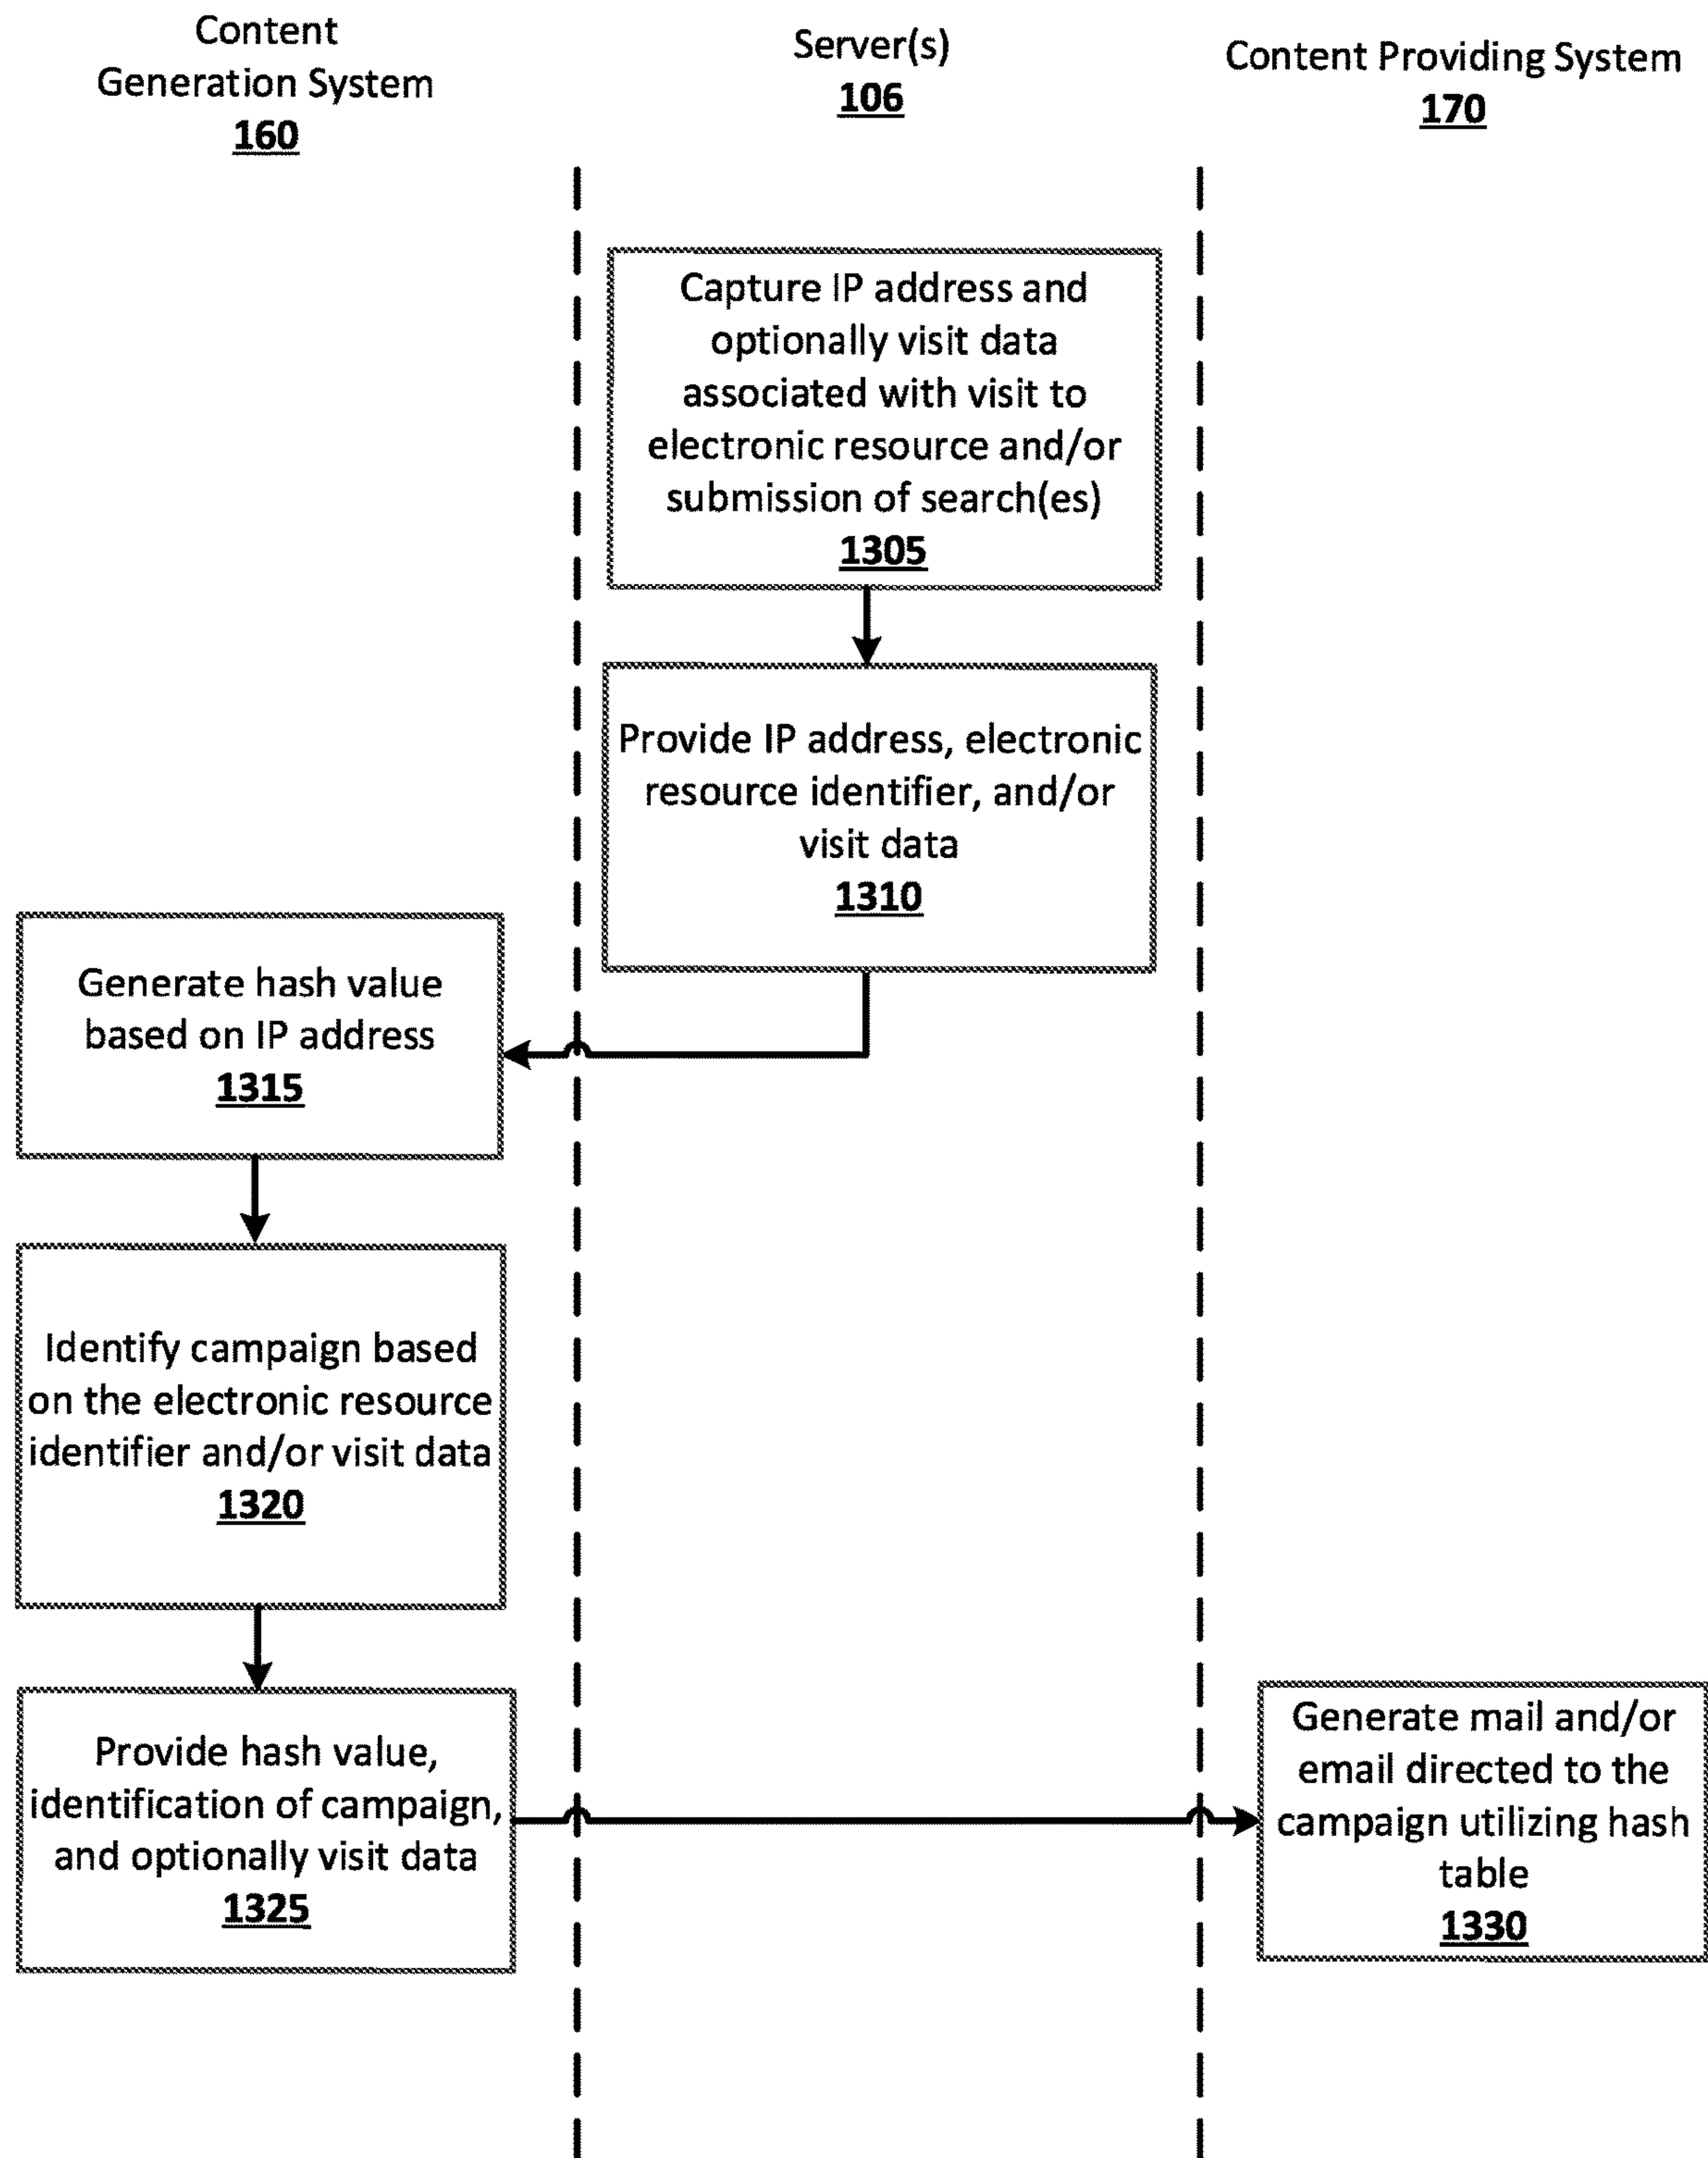 Content
Generation System
160
Server(s)
106
Content Providing System
170
Capture IP address and
optionally visit data
associated with visit to
electronic resource and/or
submission of search(es)
1305
Provide IP address, electronic
resource identifier, and/or
visit data
1310
Generate hash value
based on IP address
1315
Identify campaign based
on the electronic resource
identifier and/or visit data
1320
Provide hash value,
identification of campaign,
and optionally visit data
1325
Generate mail and/or
email directed to the
campaign utilizing hash
table
1330